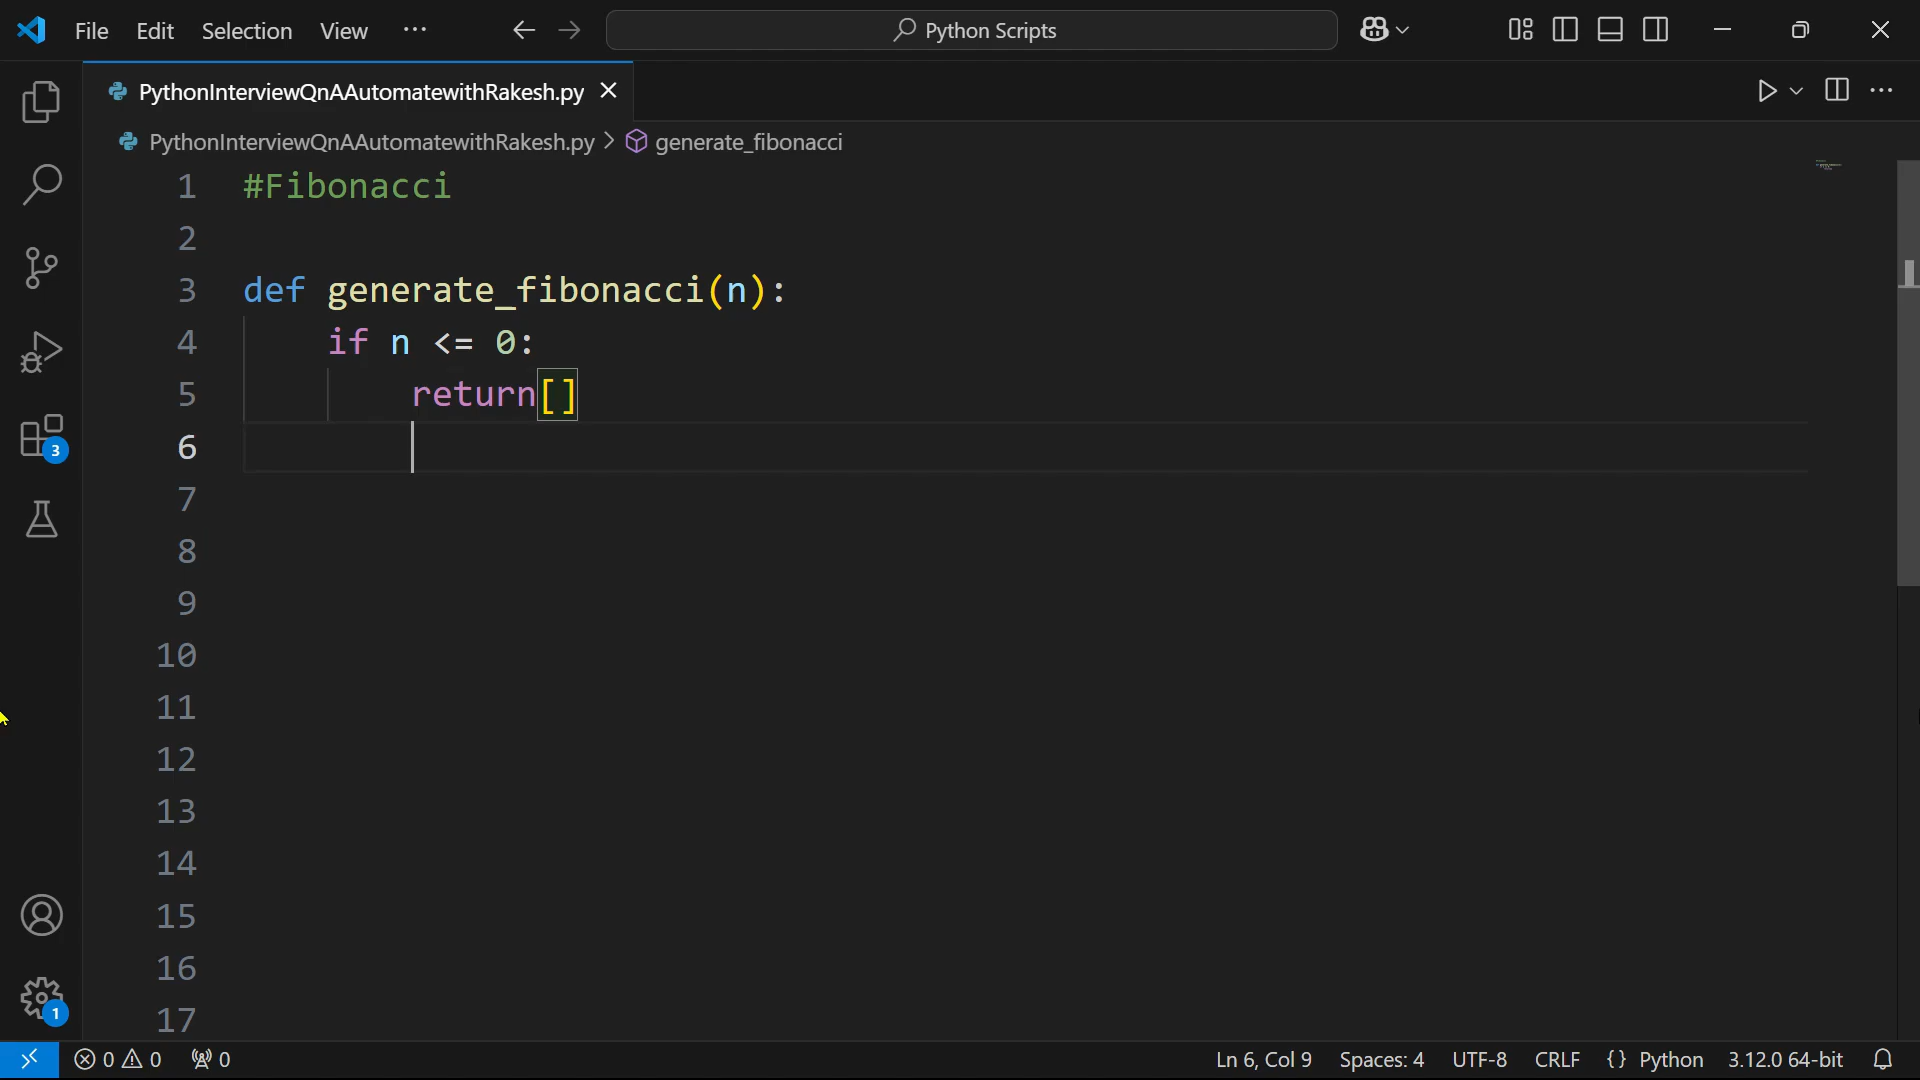 File Edit Selection View ··· Python Scripts
PythonInterviewQnAAutomatewithRakesh.py
PythonInterviewQnAAutomatewithRakesh.py > generate_fibonacci
1 #Fibonacci
2
3 def generate_fibonacci(n):
4 if n <= 0:
5 return[]
6
7
8
9
10
11
12
13
14
15
16
17
3
1
0 0 0 Ln 6, Col 9 Spaces: 4 UTF-8 CRLF {} Python 3.12.0 64-bit